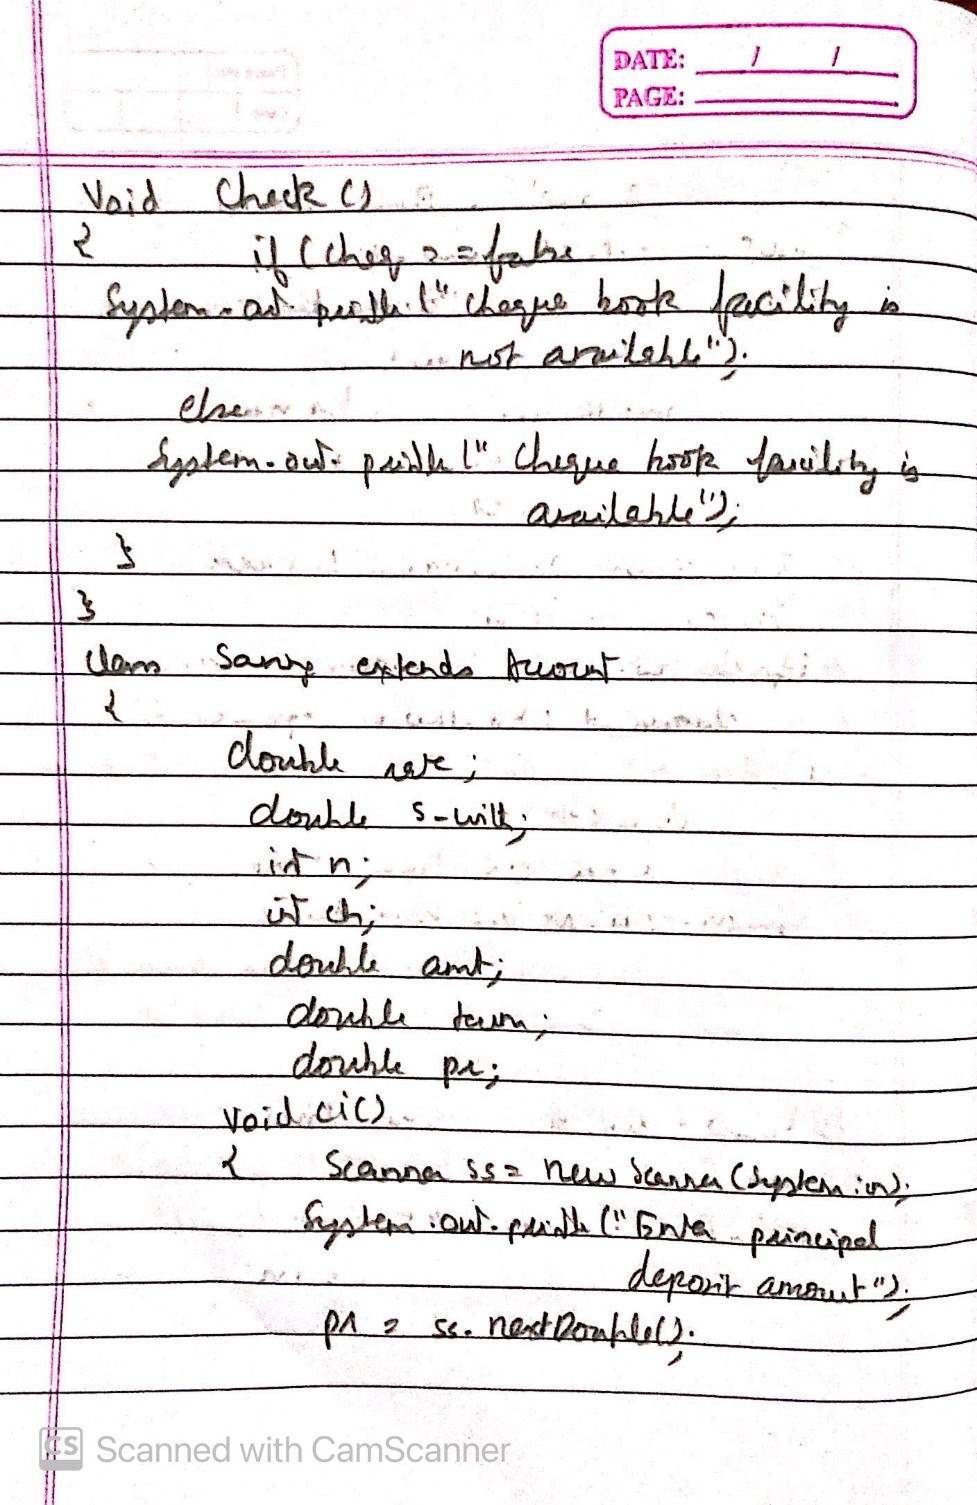 DATE: / /
PAGE:
Void Check ()
{ if (cheq == false
System.out println (" cheque book facility is
not available");
else
System.out.println (" Cheque book facility is
available");
}
}
class Saving extends Account
{
double rate;
double s-with;
int n;
int ch;
double amt;
double term;
double pr;
void ci()
{ Scanner ss = new Scanner (System.in);
System.out.println (" Enter principal
deposit amount");
pr = ss. nextDouble();
CS Scanned with CamScanner